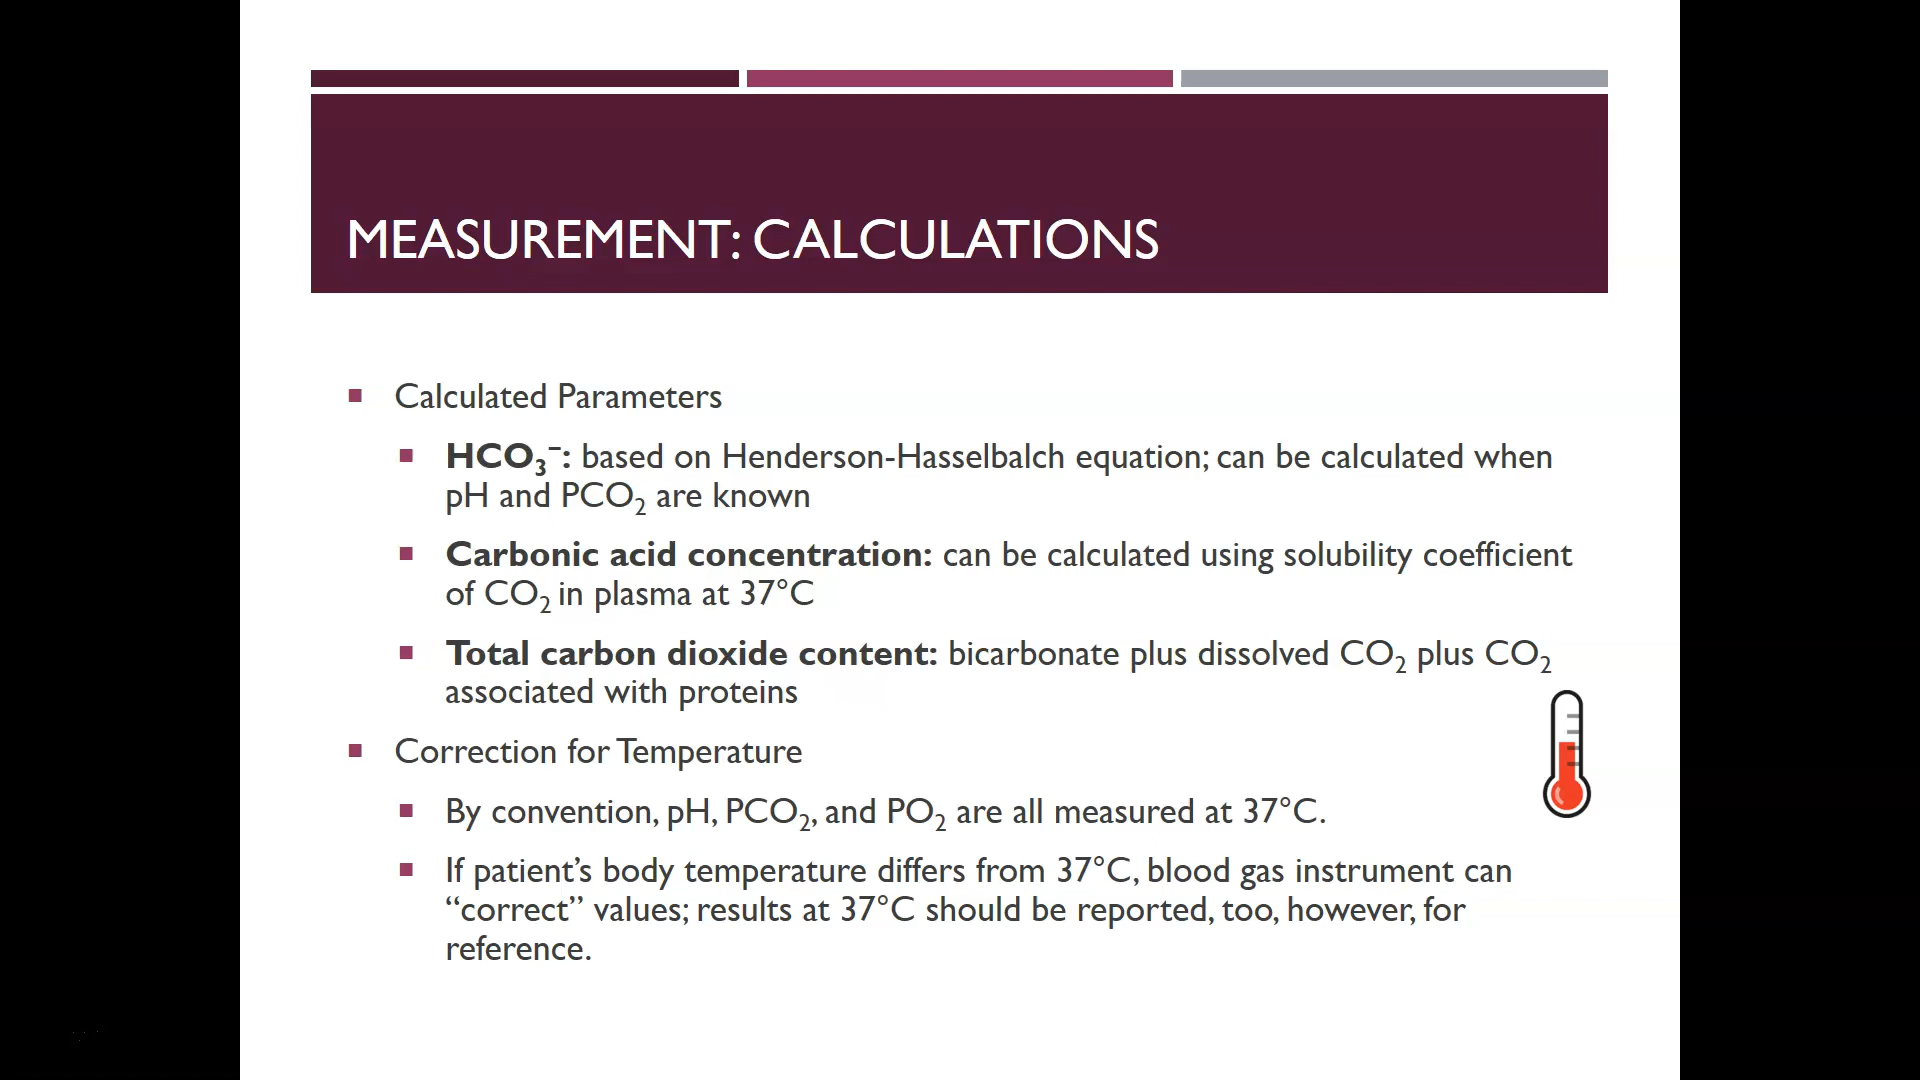 MEASUREMENT: CALCULATIONS
Calculated Parameters
HCO₃⁻: based on Henderson-Hasselbalch equation; can be calculated when
pH and PCO₂ are known
Carbonic acid concentration: can be calculated using solubility coefficient
of CO₂ in plasma at 37°C
Total carbon dioxide content: bicarbonate plus dissolved CO₂ plus CO₂
associated with proteins
Correction for Temperature
By convention, pH, PCO₂, and PO₂ are all measured at 37°C.
If patient’s body temperature differs from 37°C, blood gas instrument can
“correct” values; results at 37°C should be reported, too, however, for
reference.